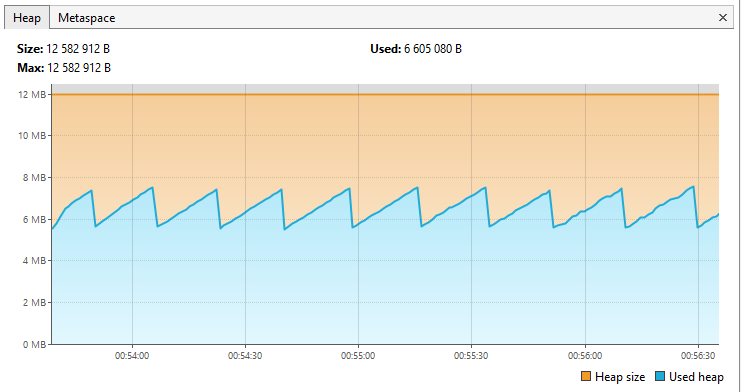 Heap Metaspace ×
Size: 12 582 912 B Used: 6 605 080 B
Max: 12 582 912 B
12 MB
10 MB
8 MB
6 MB
4 MB
2 MB
0 MB
00:54:00 00:54:30 00:55:00 00:55:30 00:56:00 00:56:30
Heap size Used heap